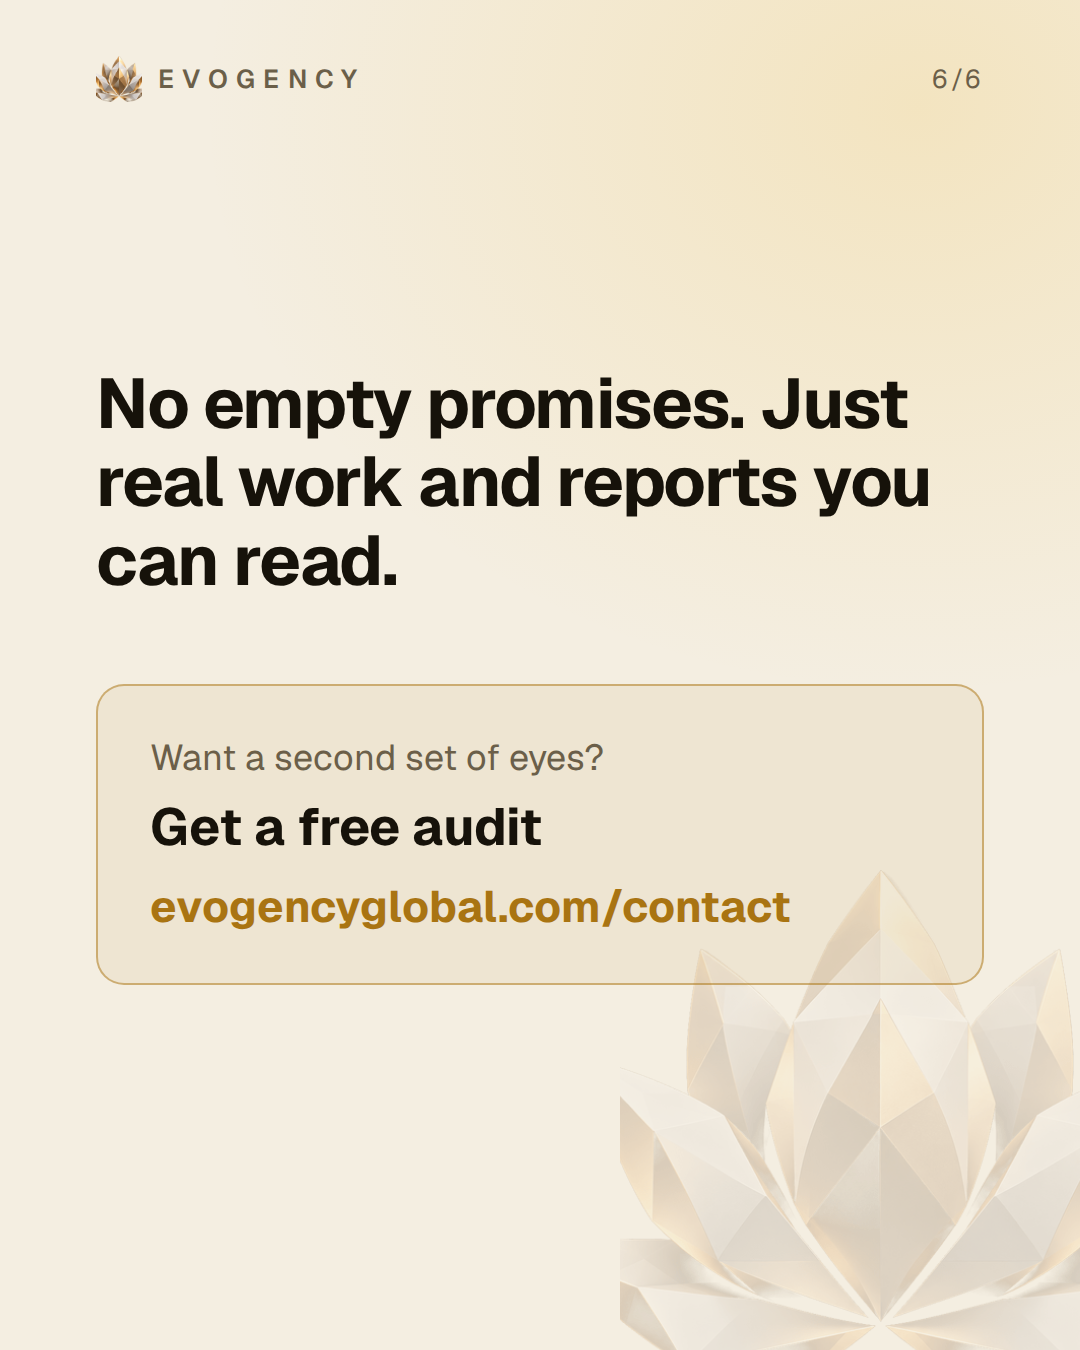 EVOGENCY
6/6
No empty promises. Just
real work and reports you
can read.
Want a second set of eyes?
Get a free audit
evogencyglobal.com/contact